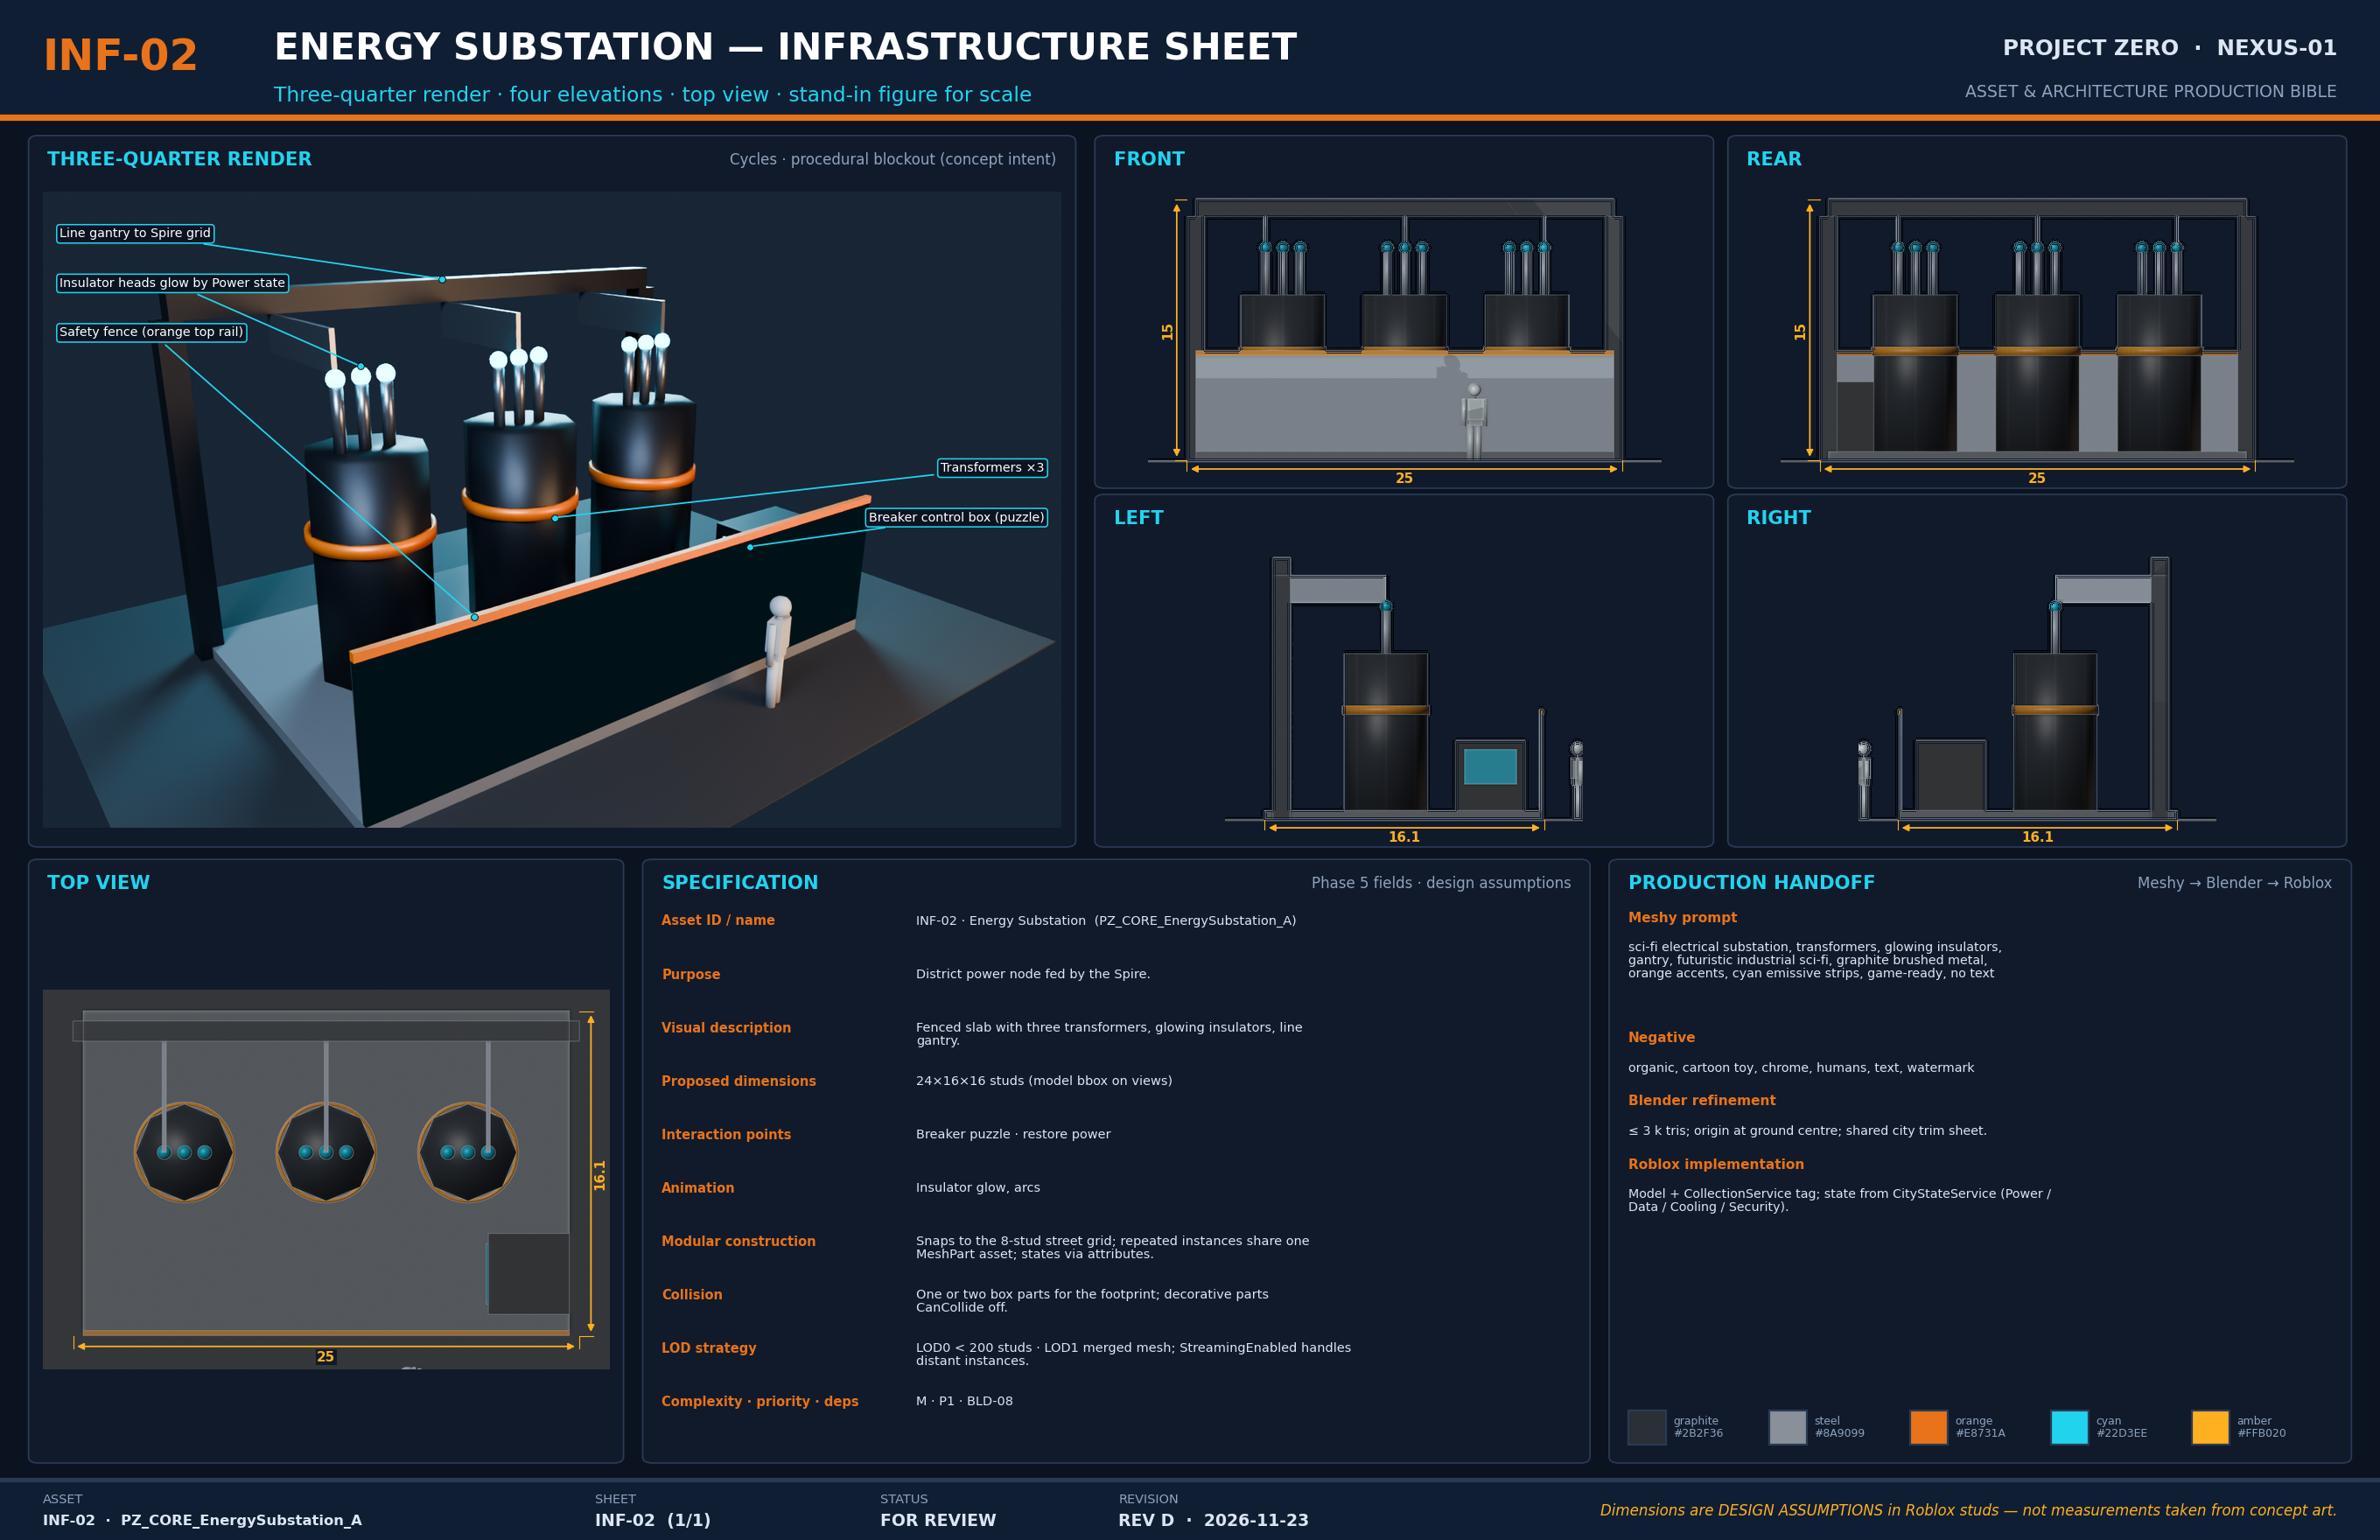 INF-02
ENERGY SUBSTATION — INFRASTRUCTURE SHEET
Three-quarter render · four elevations · top view · stand-in figure for scale
PROJECT ZERO · NEXUS-01
ASSET & ARCHITECTURE PRODUCTION BIBLE
THREE-QUARTER RENDER
Cycles · procedural blockout (concept intent)
Line gantry to Spire grid
Insulator heads glow by Power state
Safety fence (orange top rail)
Transformers ×3
Breaker control box (puzzle)
FRONT
15
25
REAR
15
25
LEFT
16.1
RIGHT
16.1
TOP VIEW
16.1
25
SPECIFICATION
Phase 5 fields · design assumptions
Asset ID / name
INF-02 · Energy Substation (PZ_CORE_EnergySubstation_A)
Purpose
District power node fed by the Spire.
Visual description
Fenced slab with three transformers, glowing insulators, line
gantry.
Proposed dimensions
24×16×16 studs (model bbox on views)
Interaction points
Breaker puzzle · restore power
Animation
Insulator glow, arcs
Modular construction
Snaps to the 8-stud street grid; repeated instances share one
MeshPart asset; states via attributes.
Collision
One or two box parts for the footprint; decorative parts
CanCollide off.
LOD strategy
LOD0 < 200 studs · LOD1 merged mesh; StreamingEnabled handles
distant instances.
Complexity · priority · deps
M · P1 · BLD-08
PRODUCTION HANDOFF
Meshy → Blender → Roblox
Meshy prompt
sci-fi electrical substation, transformers, glowing insulators,
gantry, futuristic industrial sci-fi, graphite brushed metal,
orange accents, cyan emissive strips, game-ready, no text
Negative
organic, cartoon toy, chrome, humans, text, watermark
Blender refinement
≤ 3 k tris; origin at ground centre; shared city trim sheet.
Roblox implementation
Model + CollectionService tag; state from CityStateService (Power /
Data / Cooling / Security).
graphite
#2B2F36
steel
#8A9099
orange
#E8731A
cyan
#22D3EE
amber
#FFB020
ASSET
INF-02 · PZ_CORE_EnergySubstation_A
SHEET
INF-02 (1/1)
STATUS
FOR REVIEW
REVISION
REV D · 2026-11-23
Dimensions are DESIGN ASSUMPTIONS in Roblox studs — not measurements taken from concept art.